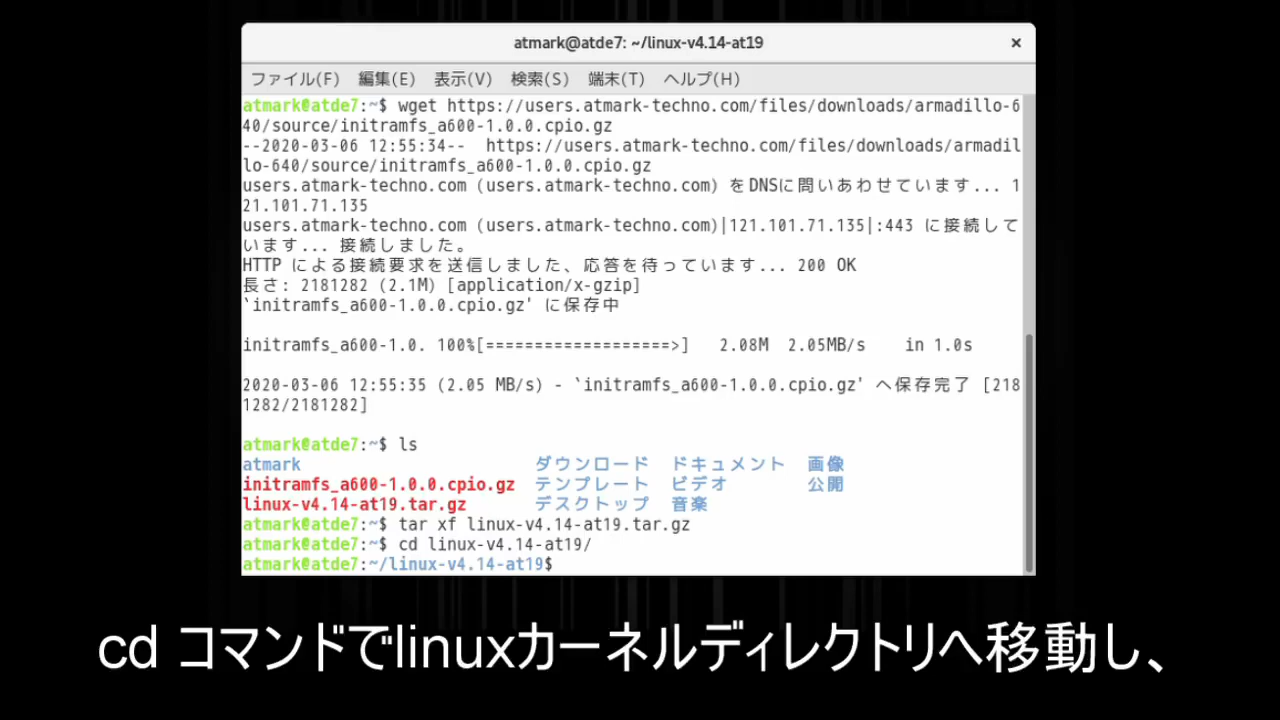 atmark@atde7: ~/linux-v4.14-at19 ×
ファイル(F) 編集(E) 表示(V) 検索(S) 端末(T) ヘルプ(H)
atmark@atde7:~$ wget https://users.atmark-techno.com/files/downloads/armadillo-6
40/source/initramfs_a600-1.0.0.cpio.gz
--2020-03-06 12:55:34--  https://users.atmark-techno.com/files/downloads/armadil
lo-640/source/initramfs_a600-1.0.0.cpio.gz
users.atmark-techno.com (users.atmark-techno.com) をDNSに問いあわせています... 1
21.101.71.135
users.atmark-techno.com (users.atmark-techno.com)|121.101.71.135|:443 に接続して
います... 接続しました。
HTTP による接続要求を送信しました、応答を待っています... 200 OK
長さ: 2181282 (2.1M) [application/x-gzip]
`initramfs_a600-1.0.0.cpio.gz' に保存中
initramfs_a600-1.0. 100%[===================>]   2.08M  2.05MB/s    in 1.0s
2020-03-06 12:55:35 (2.05 MB/s) - `initramfs_a600-1.0.0.cpio.gz' へ保存完了 [218
1282/2181282]
atmark@atde7:~$ ls
atmark ダウンロード ドキュメント 画像
initramfs_a600-1.0.0.cpio.gz テンプレート ビデオ 公開
linux-v4.14-at19.tar.gz デスクトップ 音楽
atmark@atde7:~$ tar xf linux-v4.14-at19.tar.gz
atmark@atde7:~$ cd linux-v4.14-at19/
atmark@atde7:~/linux-v4.14-at19$
cd コマンドでlinuxカーネルディレクトリへ移動し、